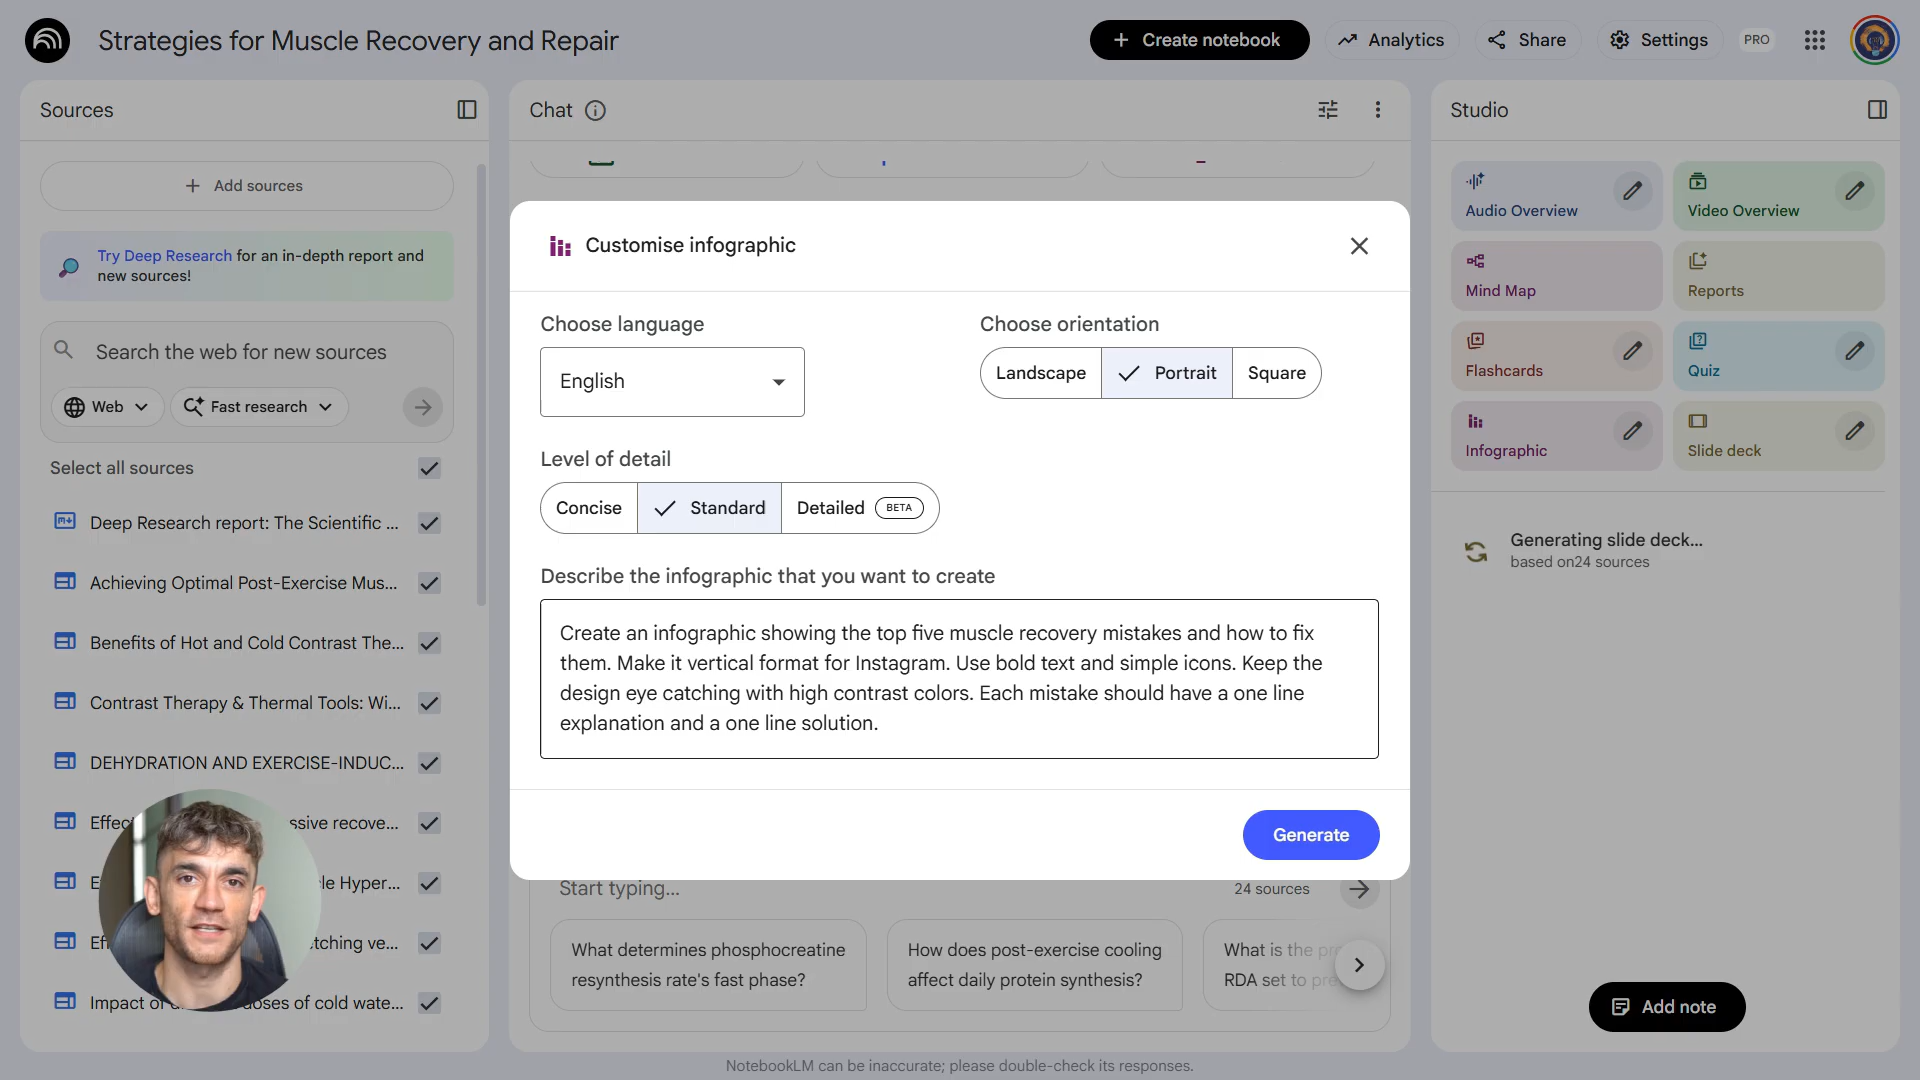 Strategies for Muscle Recovery and Repair
Create notebook
Analytics
Share
Settings
PRO
Sources
Add sources
Try Deep Research for an in-depth report and
new sources!
Search the web for new sources
Web
Fast research
Select all sources
Deep Research report: The Scientific ...
Achieving Optimal Post-Exercise Mus...
Benefits of Hot and Cold Contrast The...
Contrast Therapy & Thermal Tools: Wi...
DEHYDRATION AND EXERCISE-INDUC...
ssive recove...
le Hyper...
tching ve...
Impact of doses of cold wate...
Chat
Customise infographic
Choose language
English
Choose orientation
Landscape
Portrait
Square
Level of detail
Concise
Standard
Detailed BETA
Describe the infographic that you want to create
Create an infographic showing the top five muscle recovery mistakes and how to fix
them. Make it vertical format for Instagram. Use bold text and simple icons. Keep the
design eye catching with high contrast colors. Each mistake should have a one line
explanation and a one line solution.
Generate
Start typing...
24 sources
What determines phosphocreatine
resynthesis rate's fast phase?
How does post-exercise cooling
affect daily protein synthesis?
What is the
RDA set to
NotebookLM can be inaccurate; please double-check its responses.
Studio
Audio Overview
Video Overview
Mind Map
Reports
Flashcards
Quiz
Infographic
Slide deck
Generating slide deck...
based on24 sources
Add note